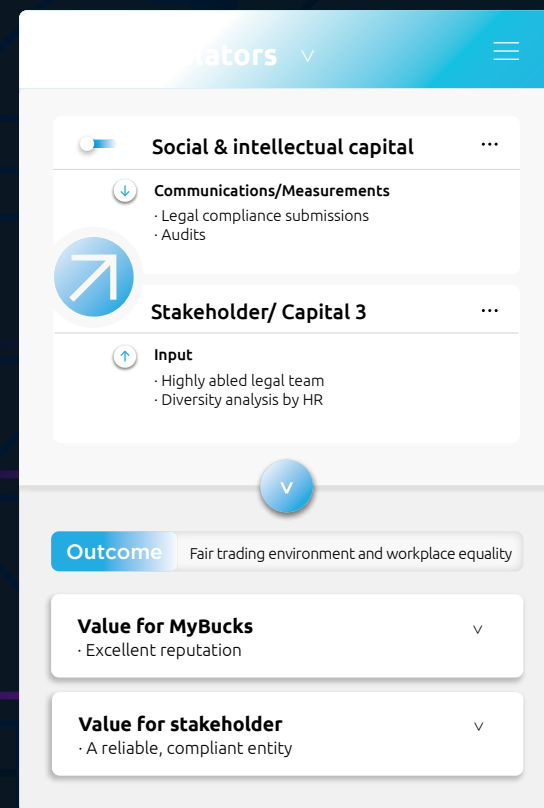 Social & intellectual capital
Communications/Measurements
· Legal compliance submissions
· Audits
Stakeholder/ Capital 3
Input
· Highly abled legal team
· Diversity analysis by HR
Outcome
Fair trading environment and workplace equality
Value for MyBucks
· Excellent reputation
Value for stakeholder
· A reliable, compliant entity